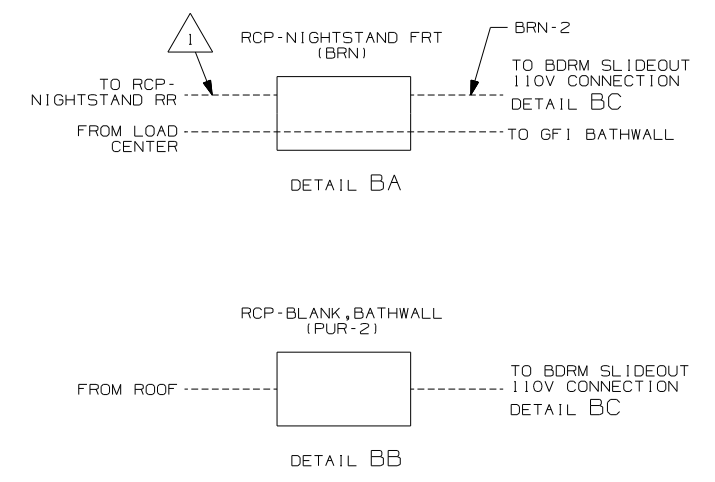 1
RCP-NIGHTSTAND FRT
(BRN)
BRN-2
TO RCP-
NIGHTSTAND RR
TO BDRM SLIDEOUT
110V CONNECTION
DETAIL BC
FROM LOAD
CENTER
TO GFI BATHWALL
DETAIL BA
RCP-BLANK,BATHWALL
(PUR-2)
FROM ROOF
TO BDRM SLIDEOUT
110V CONNECTION
DETAIL BC
DETAIL BB